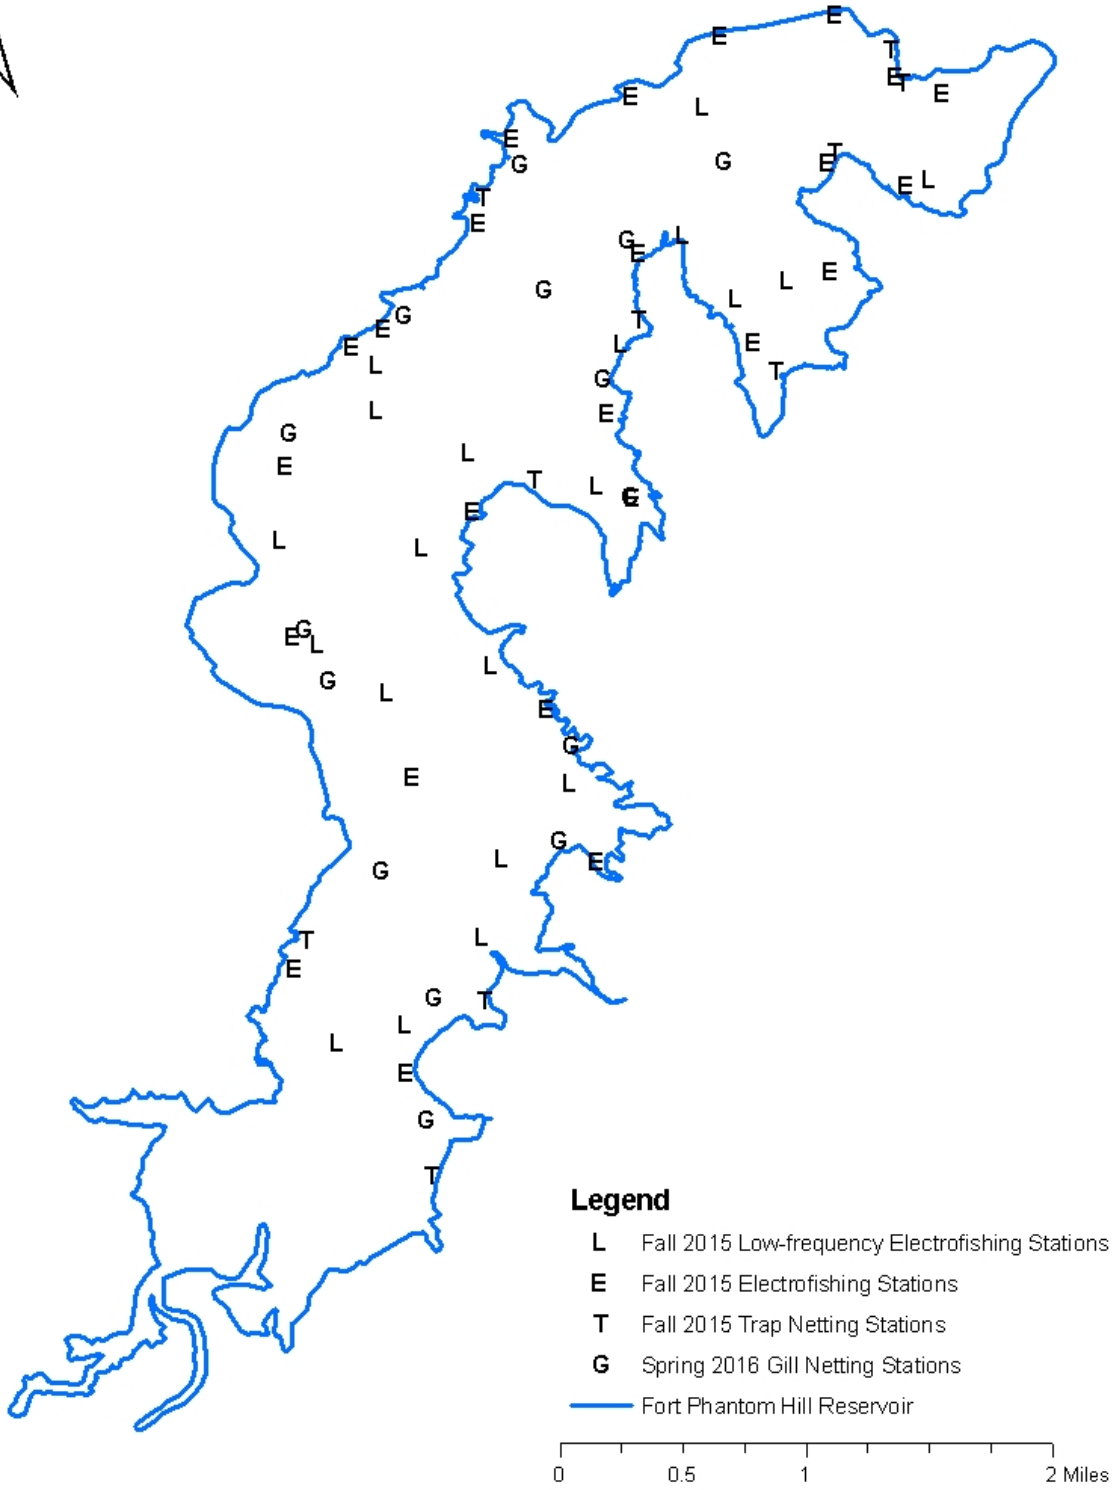 E
E
T
E
T
E
E
L
E
T
G
E
G
L
E
T
E
L
G
E
E
L
G
L
G
T
E
E
L
E
L
T
G
L
E
G
L
E
T
L
G
E
E
L
L
G
E
L
L
G
L
E
G
E
L
G
L
E
G
L
T
E
G
T
L
L
E
G
T
Legend
L Fall 2015 Low-frequency Electrofishing Stations
E Fall 2015 Electrofishing Stations
T Fall 2015 Trap Netting Stations
G Spring 2016 Gill Netting Stations
Fort Phantom Hill Reservoir
0 0.5 1 2 Miles